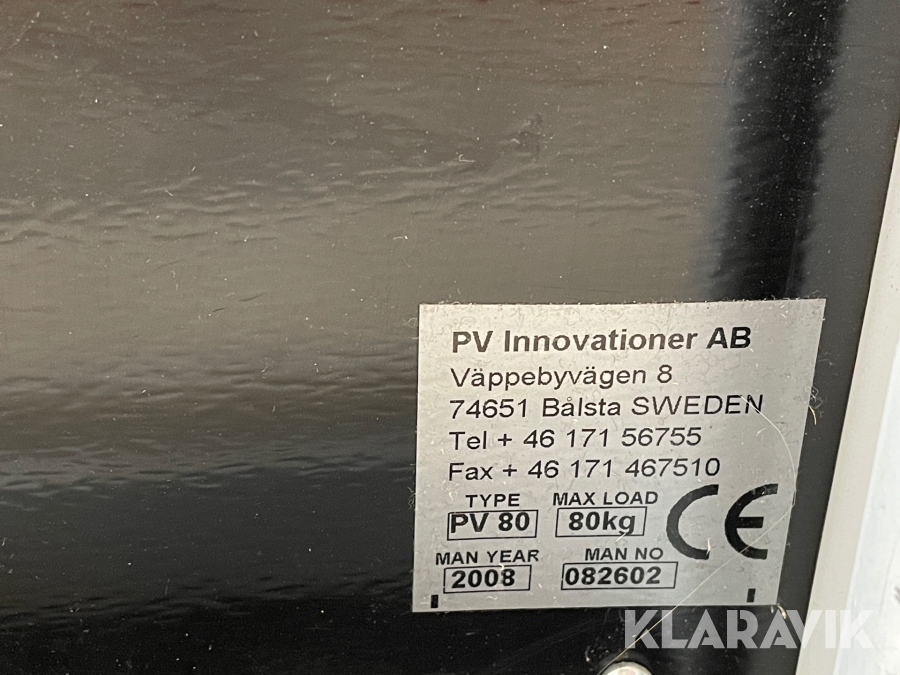 PV Innovationer AB
Väppebyvägen 8
74651 Bålsta SWEDEN
Tel + 46 171 56755
Fax + 46 171 467510
TYPE MAX LOAD
PV 80 80kg CE
MAN YEAR MAN NO
2008 082602
KLARAVIK